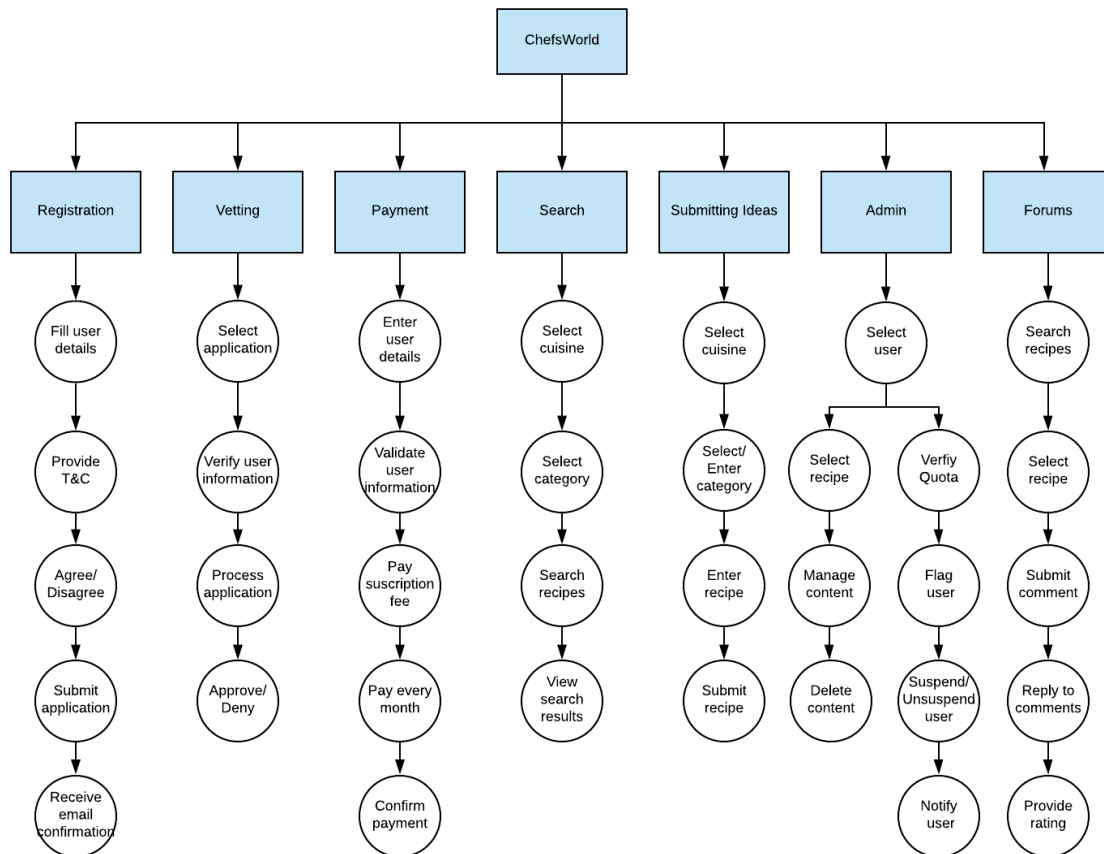 ChefsWorld
Registration
Vetting
Payment
Search
Submitting Ideas
Admin
Forums
Fill user
details
Provide
T&C
Agree/
Disagree
Submit
application
Receive
email
confirmation
Select
application
Verify user
information
Process
application
Approve/
Deny
Enter
user
details
Validate
user
information
Pay
suscription
fee
Pay every
month
Confirm
payment
Select
cuisine
Select
category
Search
recipes
View
search
results
Select
cuisine
Select/
Enter
category
Enter
recipe
Submit
recipe
Select
user
Select
recipe
Manage
content
Delete
content
Verfiy
Quota
Flag
user
Suspend/
Unsuspend
user
Notify
user
Search
recipes
Select
recipe
Submit
comment
Reply to
comments
Provide
rating